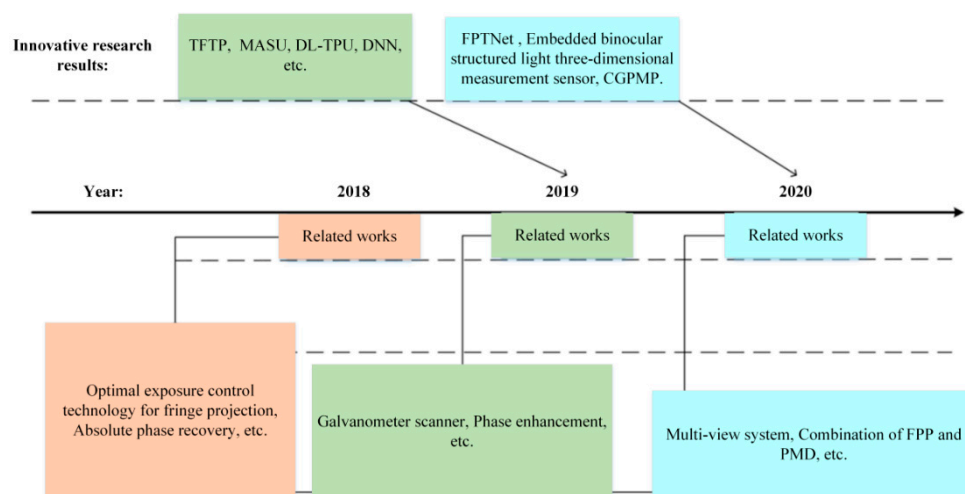 Innovative research
results:
TFTP, MASU, DL-TPU, DNN,
etc.
FPTNet , Embedded binocular
structured light three-dimensional
measurement sensor, CGPMP.
Year:
2018
2019
2020
Related works
Related works
Related works
Optimal exposure control
technology for fringe projection,
Absolute phase recovery, etc.
Galvanometer scanner, Phase enhancement,
etc.
Multi-view system, Combination of FPP and
PMD, etc.